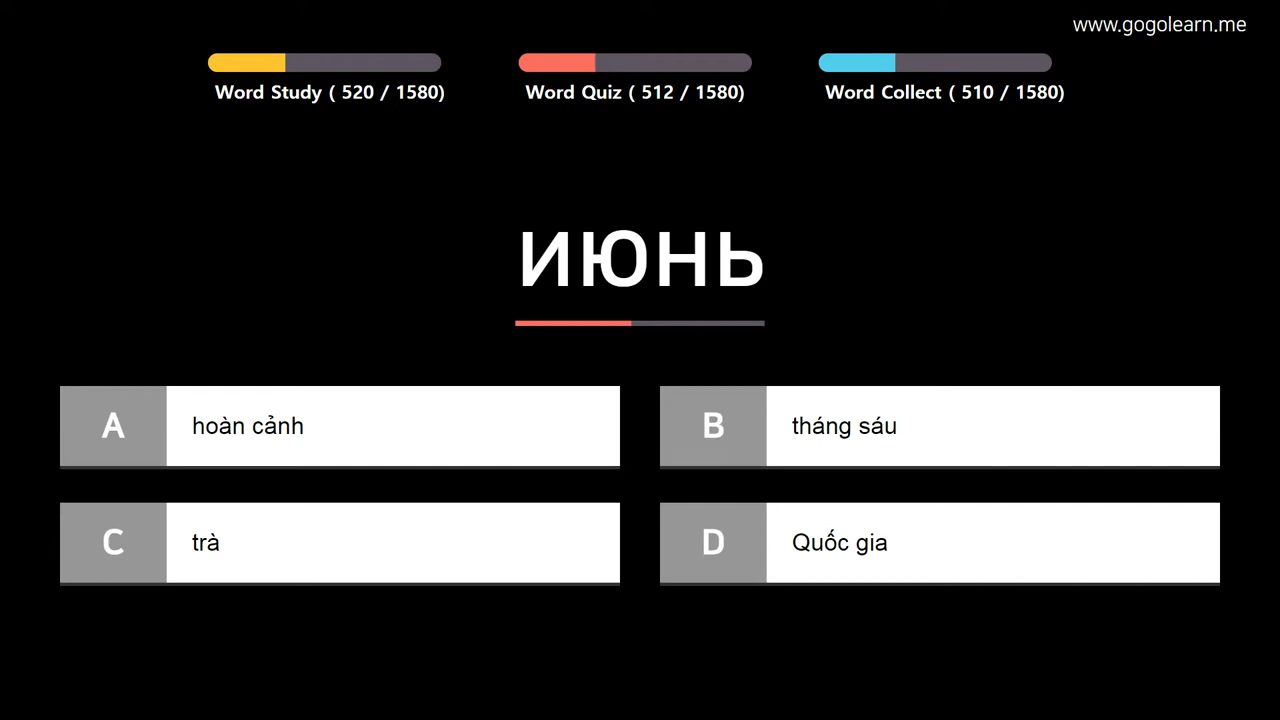 www.gogolearn.me
Word Study ( 520 / 1580)
Word Quiz ( 512 / 1580)
Word Collect ( 510 / 1580)
июнь
A hoàn cảnh
B tháng sáu
C trà
D Quốc gia